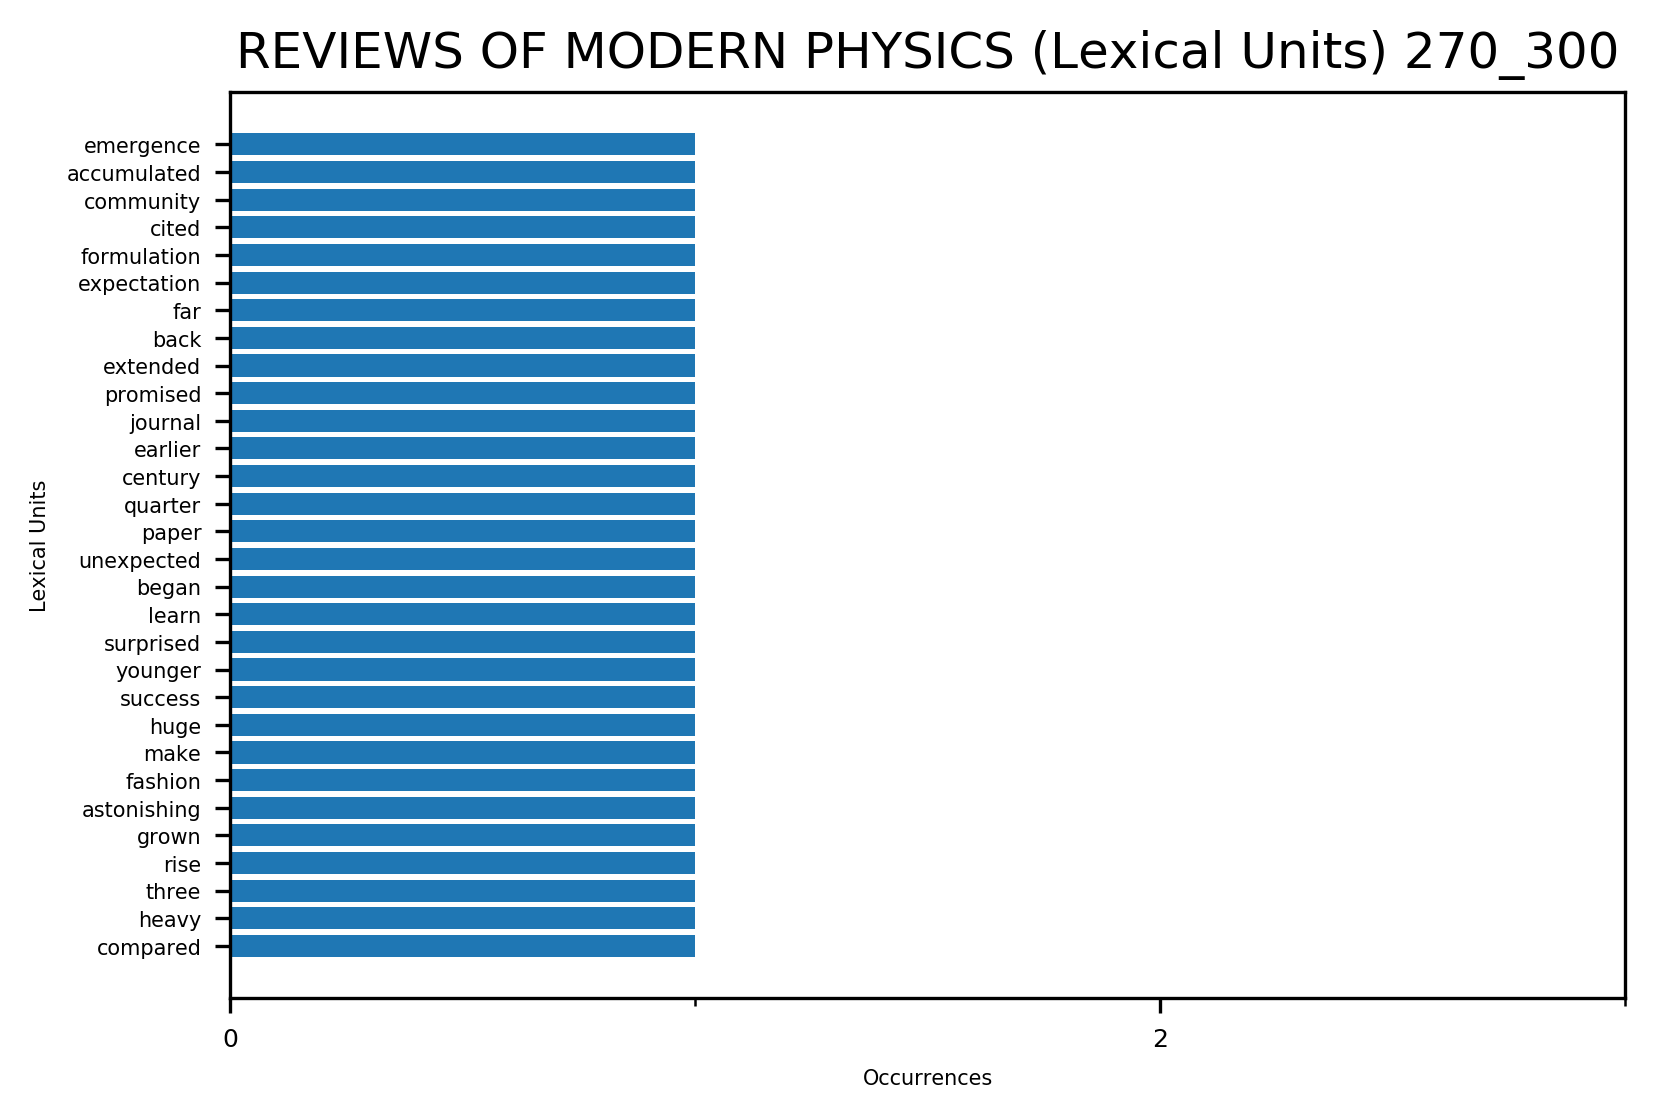 REVIEWS OF MODERN PHYSICS (Lexical Units) 270_300
emergence
accumulated
community
cited
formulation
expectation
far
back
extended
promised
journal
earlier
century
quarter
paper
unexpected
began
learn
surprised
younger
success
huge
make
fashion
astonishing
grown
rise
three
heavy
compared
Lexical Units
0 2
Occurrences